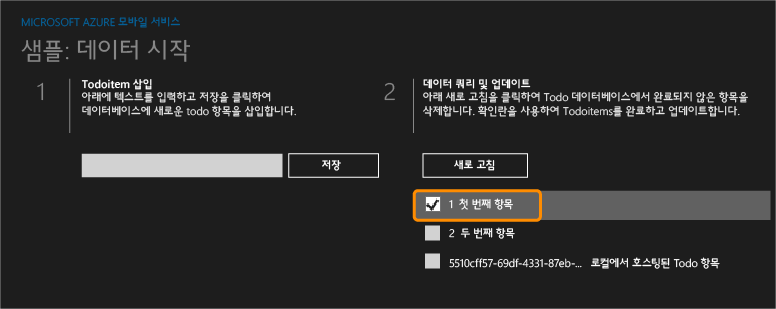 MICROSOFT AZURE 모바일 서비스
샘플: 데이터 시작
1
Todoitem 삽입
아래에 텍스트를 입력하고 저장을 클릭하여
데이터베이스에 새로운 todo 항목을 삽입합니다.
저장
2
데이터 쿼리 및 업데이트
아래 새로 고침을 클릭하여 Todo 데이터베이스에서 완료되지 않은 항목을
삭제합니다. 확인란을 사용하여 Todoitems를 완료하고 업데이트합니다.
새로 고침
1 첫 번째 항목
2 두 번째 항목
5510cff57-69df-4331-87eb-... 로컬에서 호스팅된 Todo 항목